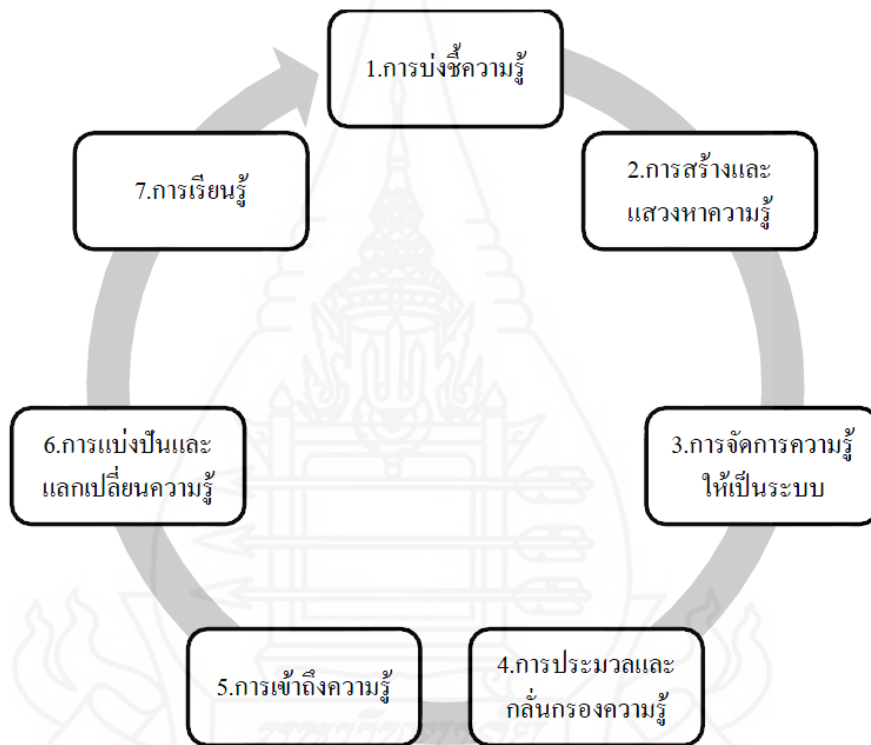 1.การบ่งชี้ความรู้
2.การสร้างและ
แสวงหาความรู้
3.การจัดการความรู้
ให้เป็นระบบ
4.การประมวลและ
กลั่นกรองความรู้
5.การเข้าถึงความรู้
6.การแบ่งปันและ
แลกเปลี่ยนความรู้
7.การเรียนรู้